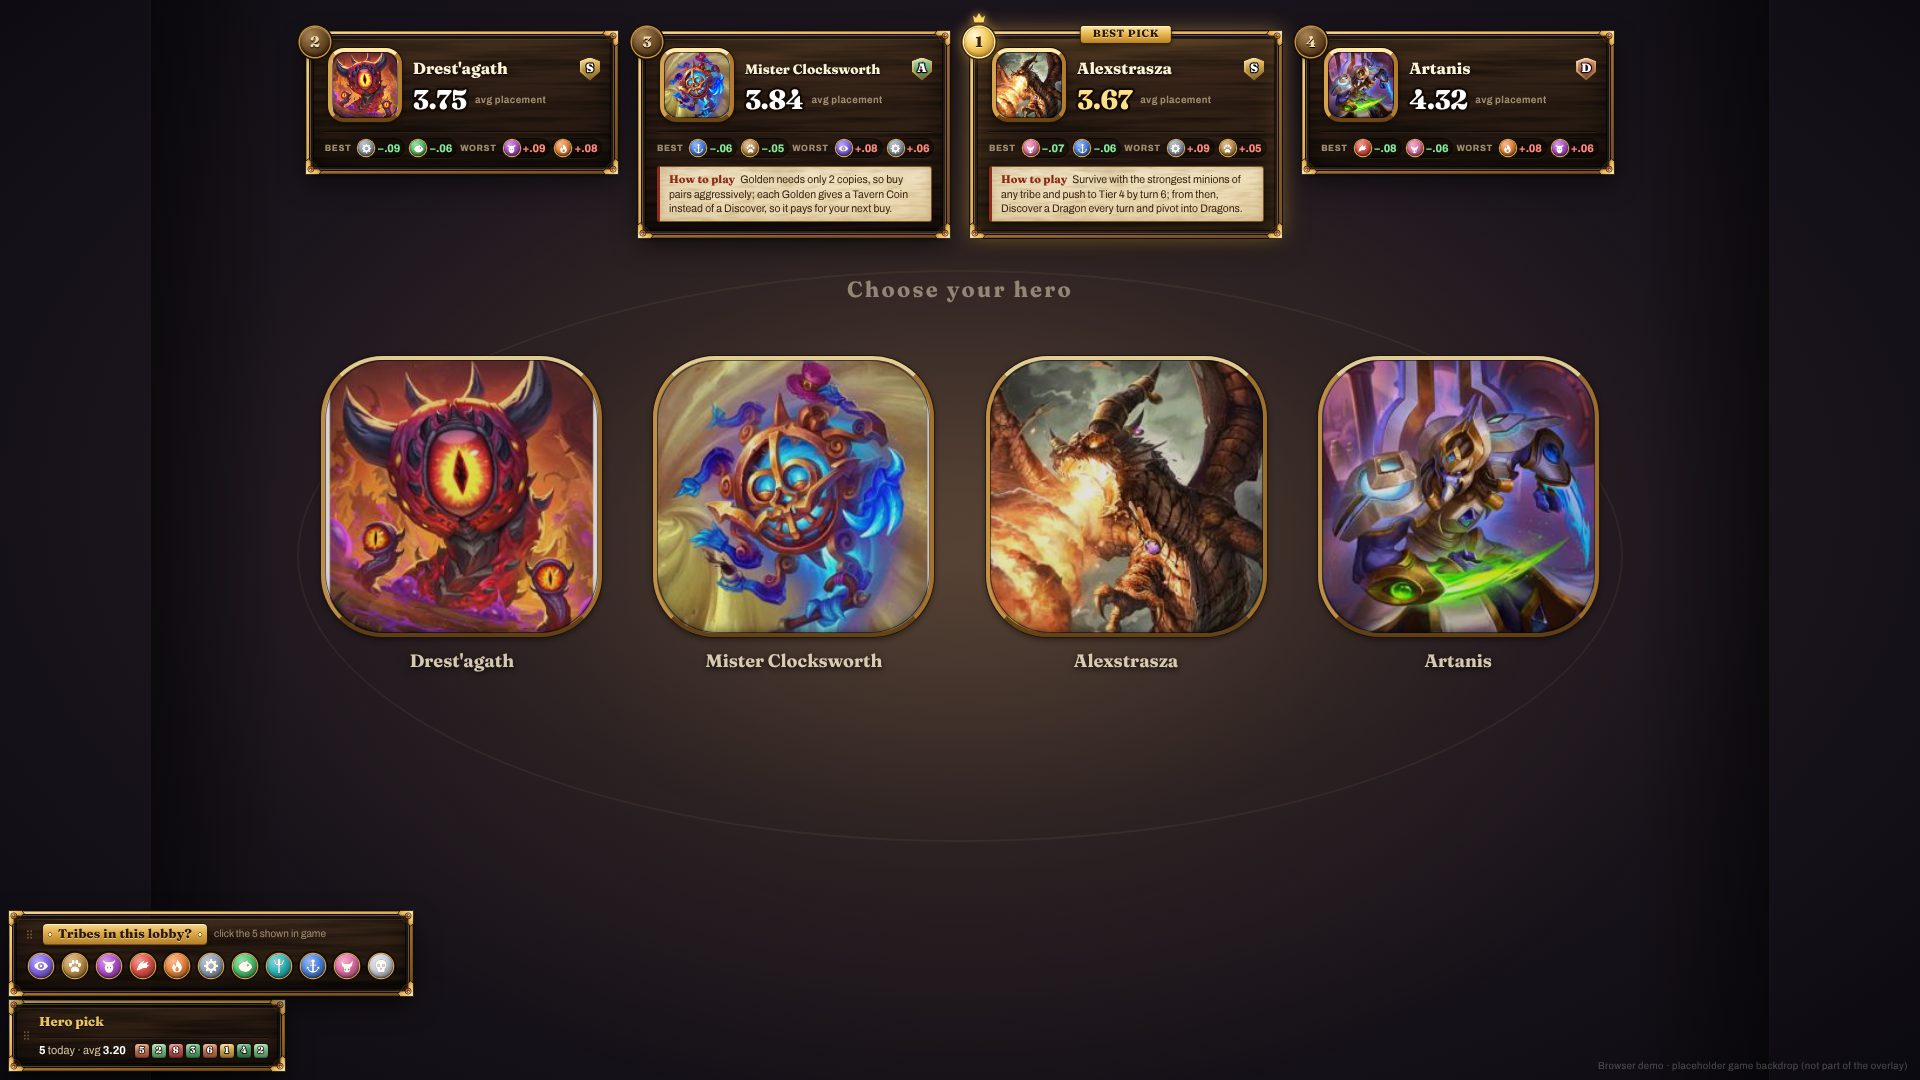 2
Drest'agath
S
3.75 avg placement
BEST -.09 -.06 WORST +.09 +.08
3
Mister Clocksworth
A
3.84 avg placement
BEST -.06 -.05 WORST +.08 +.06
How to play Golden needs only 2 copies, so buy
pairs aggressively; each Golden gives a Tavern Coin
instead of a Discover, so it pays for your next buy.
1
BEST PICK
Alexstrasza
S
3.67 avg placement
BEST -.07 -.06 WORST +.09 +.05
How to play Survive with the strongest minions of
any tribe and push to Tier 4 by turn 6; from then,
Discover a Dragon every turn and pivot into Dragons.
4
Artanis
D
4.32 avg placement
BEST -.08 -.06 WORST +.08 +.06
Choose your hero
Drest'agath
Mister Clocksworth
Alexstrasza
Artanis
Tribes in this lobby? click the 5 shown in game
Hero pick
5 today · avg 3.20 5 2 8 3 6 1 4 2
Browser demo - placeholder game backdrop (not part of the overlay)